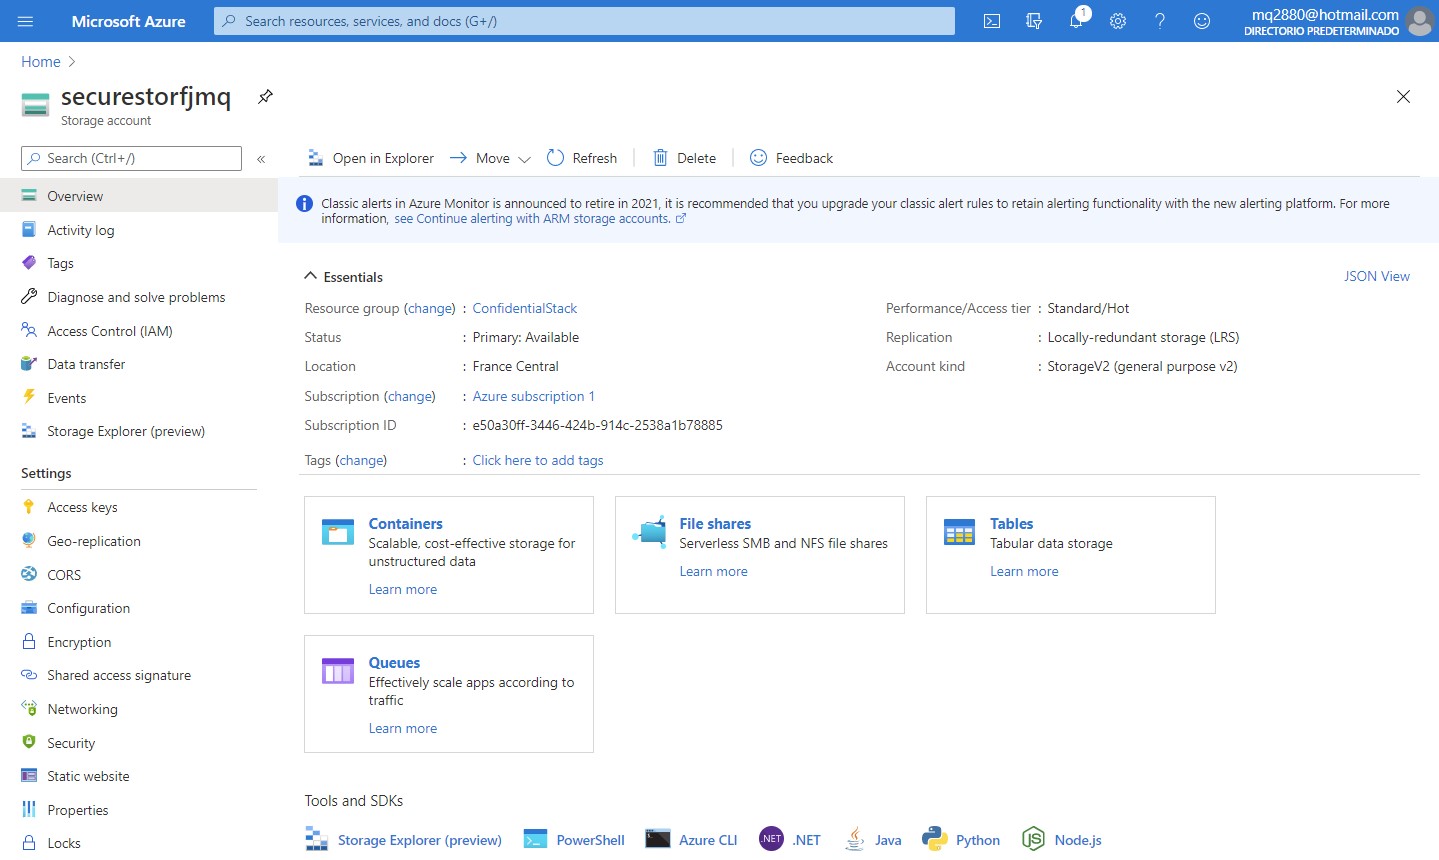 Microsoft Azure
Search resources, services, and docs (G+/)
1
mq2880@hotmail.com
DIRECTORIO PREDETERMINADO
Home >
securestorfjmq
Storage account
Search (Ctrl+/)
«
Overview
Activity log
Tags
Diagnose and solve problems
Access Control (IAM)
Data transfer
Events
Storage Explorer (preview)
Settings
Access keys
Geo-replication
CORS
Configuration
Encryption
Shared access signature
Networking
Security
Static website
Properties
Locks
Open in Explorer
Move
Refresh
Delete
Feedback
Classic alerts in Azure Monitor is announced to retire in 2021, it is recommended that you upgrade your classic alert rules to retain alerting functionality with the new alerting platform. For more
information, see Continue alerting with ARM storage accounts.
Essentials
JSON View
Resource group (change) : ConfidentialStack
Status : Primary: Available
Location : France Central
Subscription (change) : Azure subscription 1
Subscription ID : e50a30ff-3446-424b-914c-2538a1b78885
Tags (change) : Click here to add tags
Performance/Access tier : Standard/Hot
Replication : Locally-redundant storage (LRS)
Account kind : StorageV2 (general purpose v2)
Containers
Scalable, cost-effective storage for
unstructured data
Learn more
File shares
Serverless SMB and NFS file shares
Learn more
Tables
Tabular data storage
Learn more
Queues
Effectively scale apps according to
traffic
Learn more
Tools and SDKs
Storage Explorer (preview)
PowerShell
Azure CLI
NET
.NET
Java
Python
Node.js